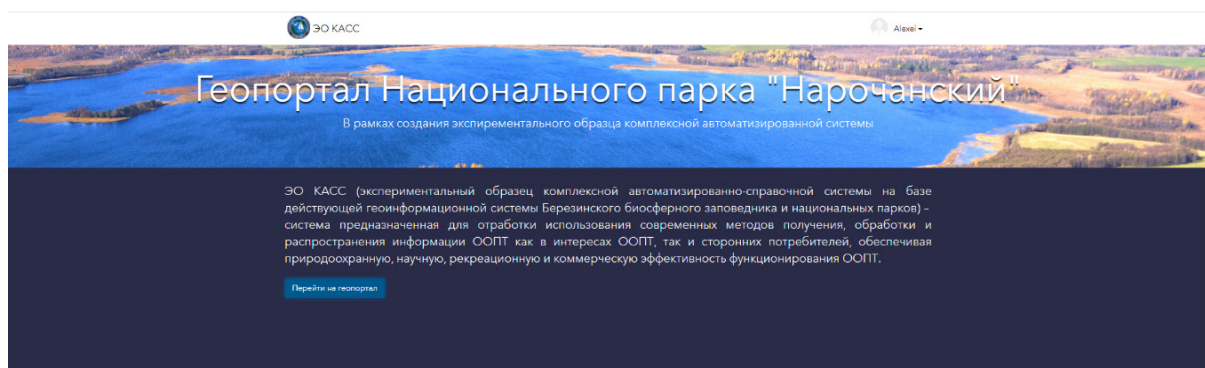 ЭО КАСС
Alexei
Геопортал Национального парка "Нарочанский"
В рамках создания экспирементального образца комплексной автоматизированной системы
ЭО КАСС (экспериментальный образец комплексной автоматизированно-справочной системы на базе
действующей геоинформационной системы Березинского биосферного заповедника и национальных парков) –
система предназначенная для отработки использования современных методов получения, обработки и
распространения информации ООПТ как в интересах ООПТ, так и сторонних потребителей, обеспечивая
природоохранную, научную, рекреационную и коммерческую эффективность функционирования ООПТ.
Перейти на геопортал